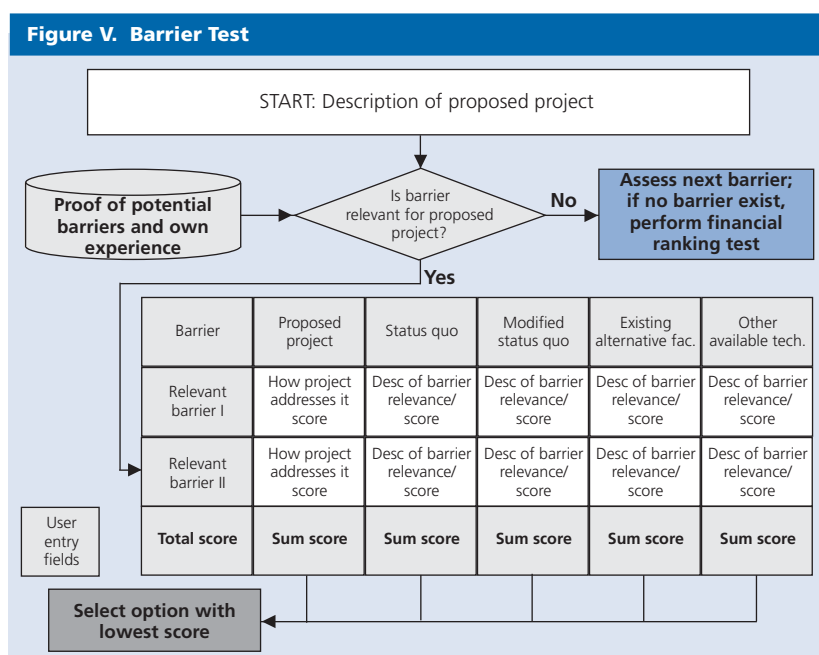 Figure V. Barrier Test
START: Description of proposed project
Proof of potential
barriers and own
experience
Is barrier
relevant for proposed
project?
No
Assess next barrier;
if no barrier exist,
perform financial
ranking test
Yes
Barrier
Proposed
project
Status quo
Modified
status quo
Existing
alternative fac.
Other
available tech.
Relevant
barrier I
How project
addresses it
score
Desc of barrier
relevance/
score
Desc of barrier
relevance/
score
Desc of barrier
relevance/
score
Desc of barrier
relevance/
score
Relevant
barrier II
How project
addresses it
score
Desc of barrier
relevance/
score
Desc of barrier
relevance/
score
Desc of barrier
relevance/
score
Desc of barrier
relevance/
score
User
entry
fields
Total score
Sum score
Sum score
Sum score
Sum score
Sum score
Select option with
lowest score